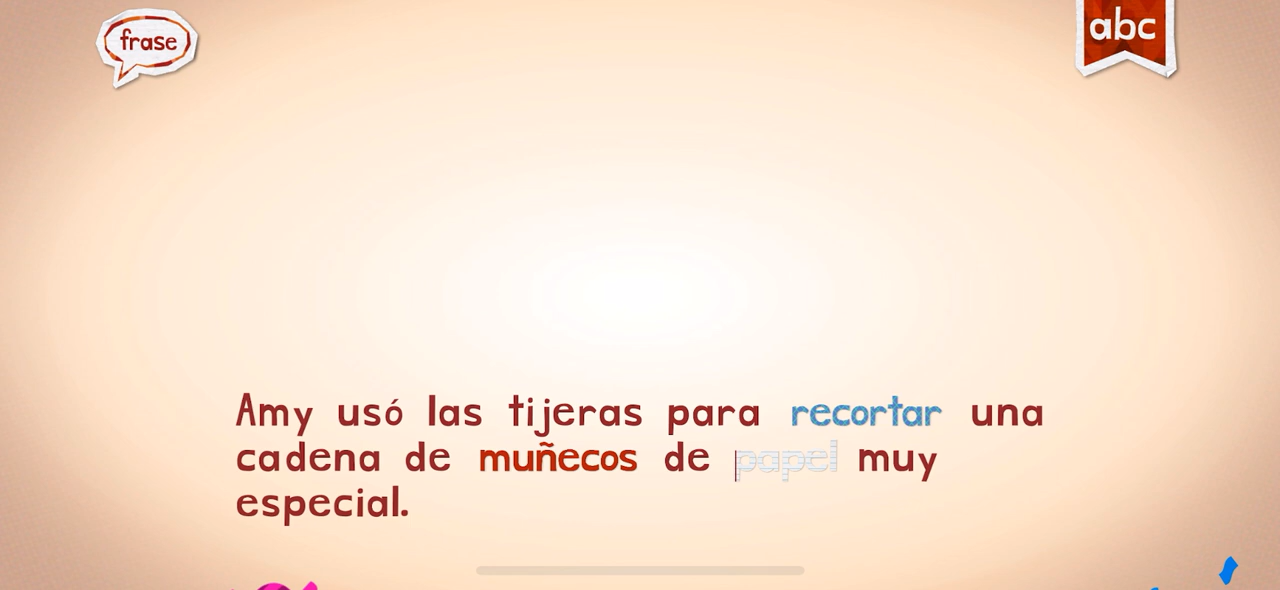 frase
abc
Amy usó las tijeras para recortar una
cadena de muñecos de papel muy
especial.